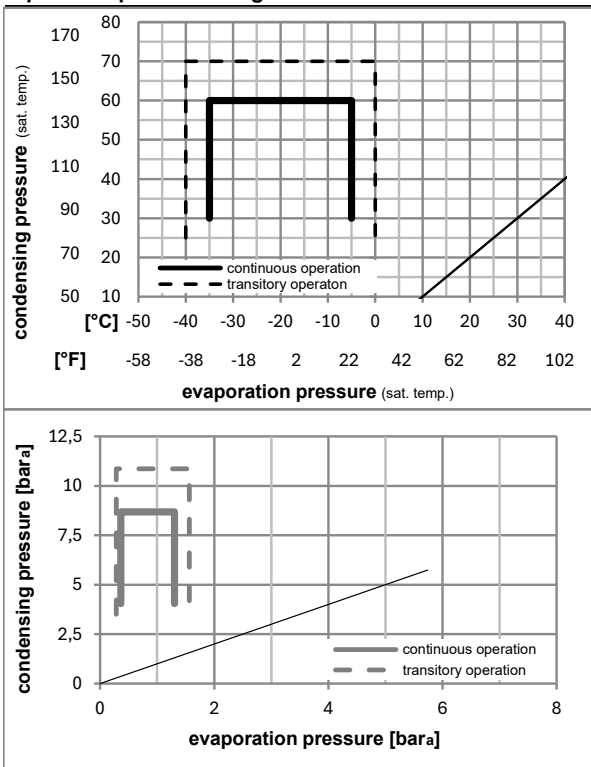 condensing pressure (sat. temp.)
170 80
70
150 60
130 50
110 40
90 30
70 20
50 10
continuous operation
transitory operaton
[°C] -50 -40 -30 -20 -10 0 10 20 30 40
[°F] -58 -38 -18 2 22 42 62 82 102
evaporation pressure (sat. temp.)
condensing pressure [bara]
12,5
10
7,5
5
2,5
0
continuous operation
transitory operation
0 2 4 6 8
evaporation pressure [bara]